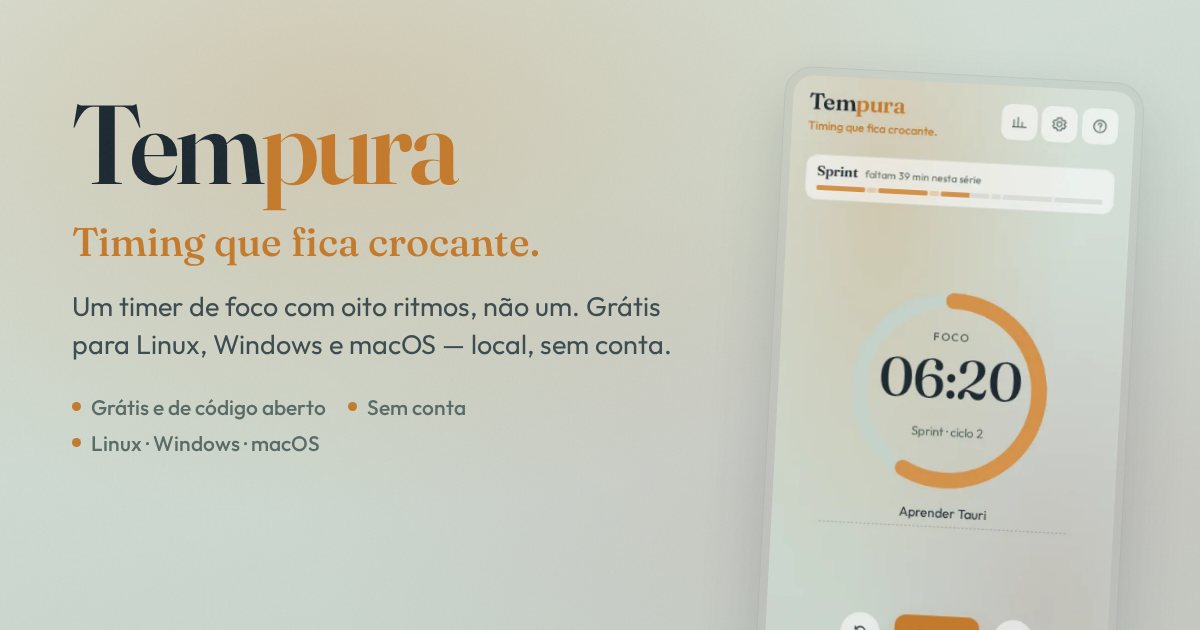 Tempura
Timing que fica crocante.
Um timer de foco com oito ritmos, não um. Grátis
para Linux, Windows e macOS — local, sem conta.
Grátis e de código aberto
Sem conta
Linux · Windows · macOS
Tempura
Timing que fica crocante.
Sprint faltam 39 min nesta série
FOCO
06:20
Sprint · ciclo 2
Aprender Tauri